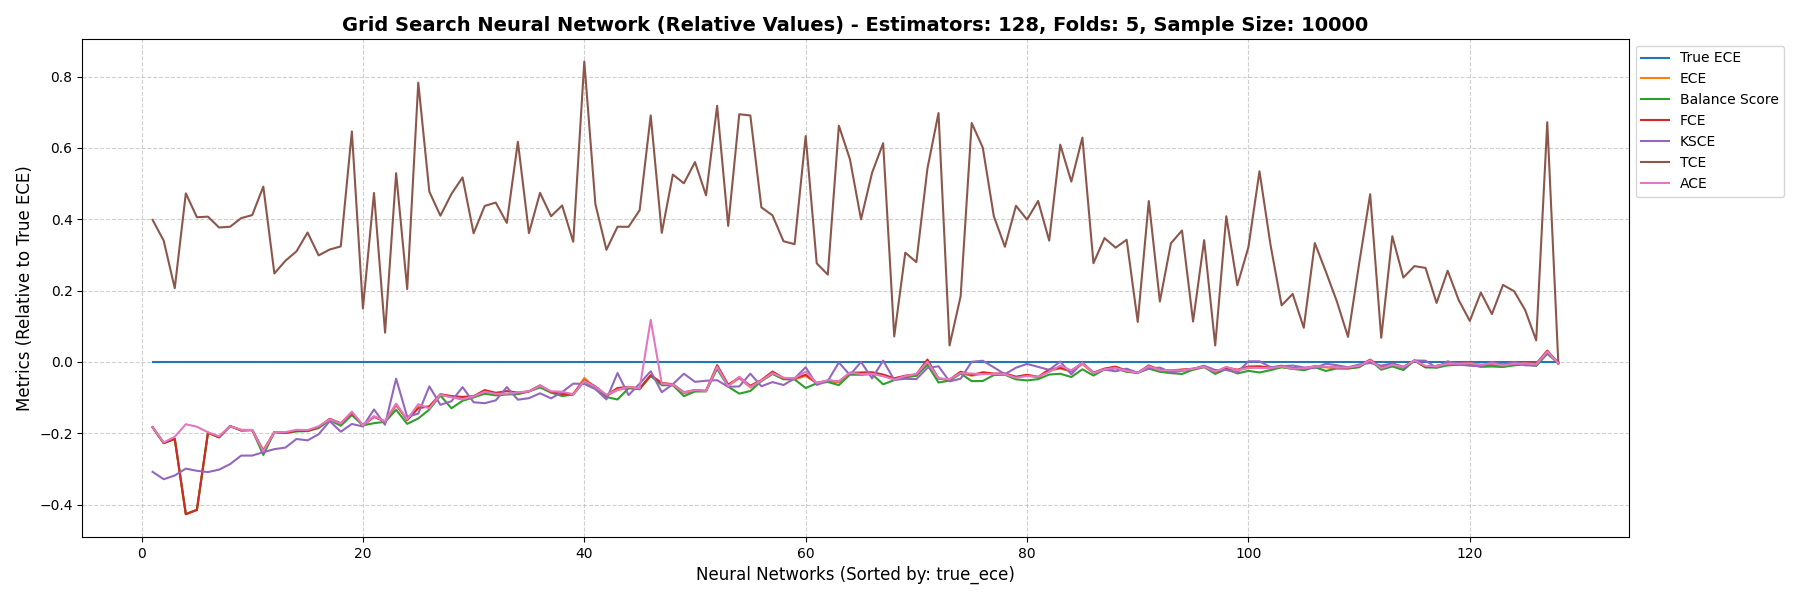 Grid Search Neural Network (Relative Values) - Estimators: 128, Folds: 5, Sample Size: 10000
Metrics (Relative to True ECE)
0.8
0.6
0.4
0.2
0.0
−0.2
−0.4
0 20 40 60 80 100 120
Neural Networks (Sorted by: true_ece)
True ECE
ECE
Balance Score
FCE
KSCE
TCE
ACE